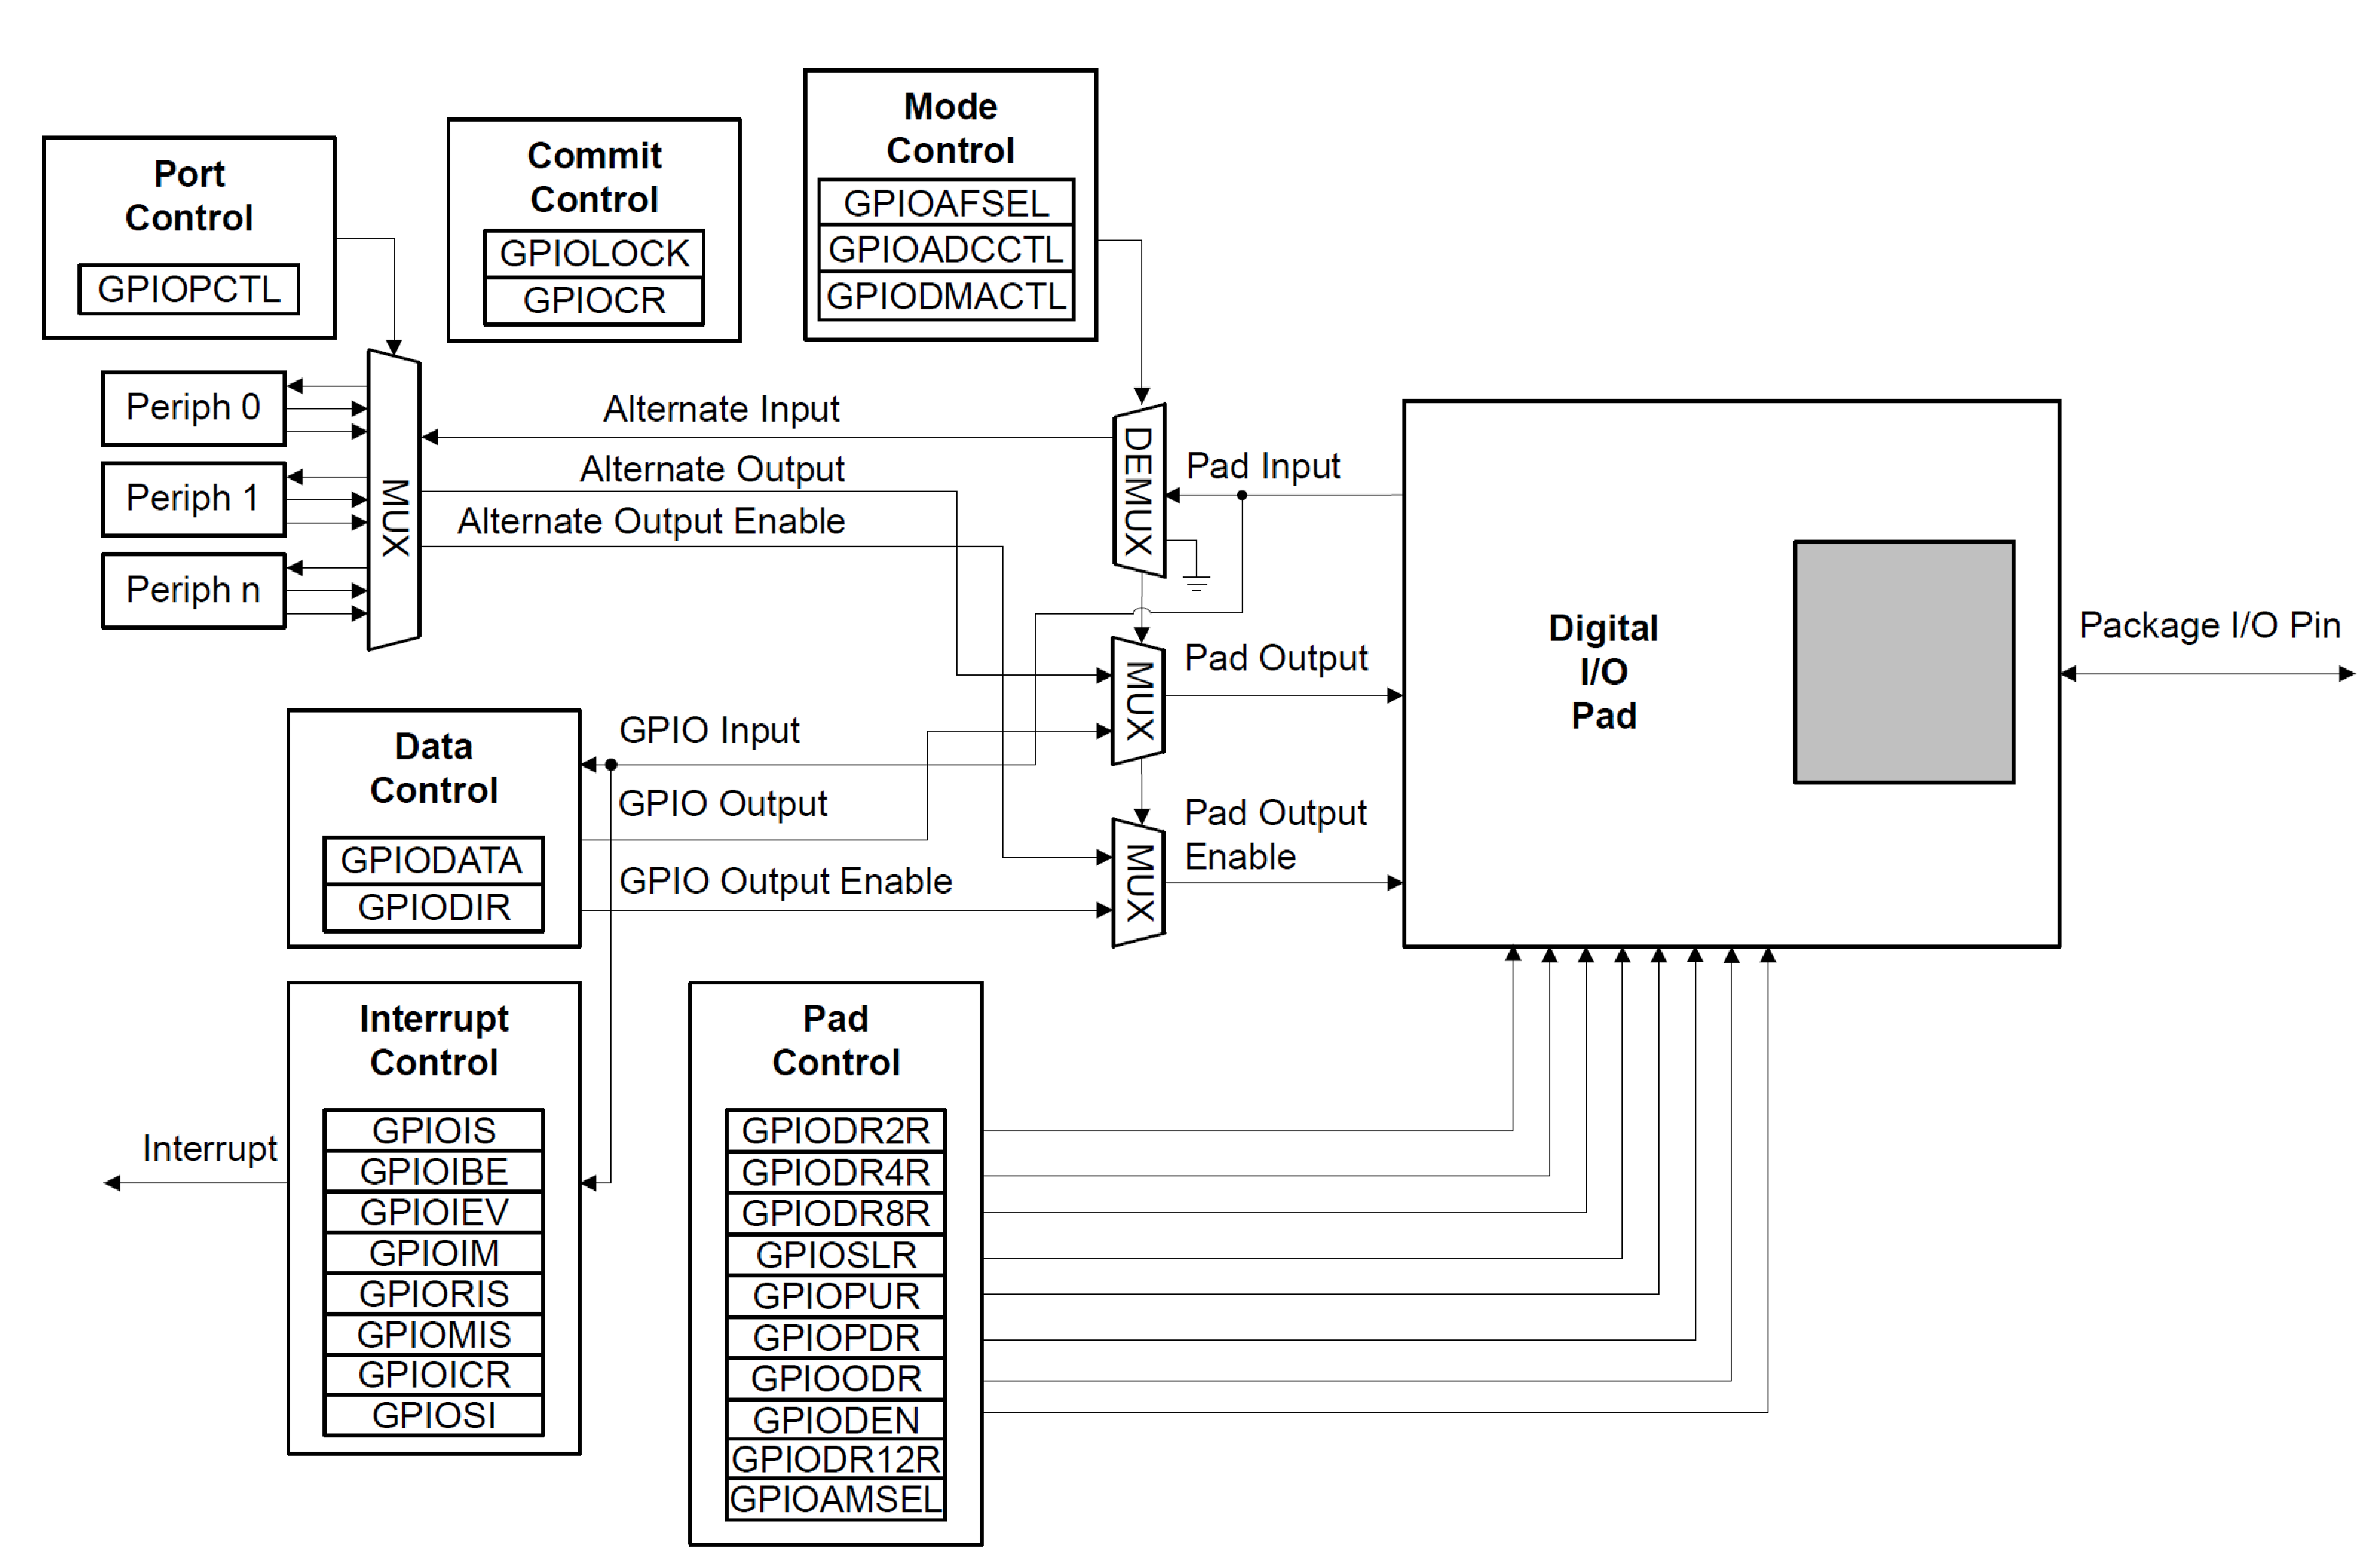 Port
Control
GPIOPCTL
Commit
Control
GPIOLOCK
GPIOCR
Mode
Control
GPIOAFSEL
GPIOADCCTL
GPIODMACTL
Periph 0
Periph 1
Periph n
MUX
Alternate Input
Alternate Output
Alternate Output Enable
DEMUX
Pad Input
MUX
Pad Output
MUX
Pad Output
Enable
Digital
I/O
Pad
Package I/O Pin
Data
Control
GPIODATA
GPIODIR
GPIO Input
GPIO Output
GPIO Output Enable
Interrupt
Control
GPIOIS
GPIOIBE
GPIOIEV
GPIOIM
GPIORIS
GPIOMIS
GPIOICR
GPIOSI
Interrupt
Pad
Control
GPIODR2R
GPIODR4R
GPIODR8R
GPIOSLR
GPIOPUR
GPIOPDR
GPIOODR
GPIODEN
GPIODR12R
GPIOAMSEL